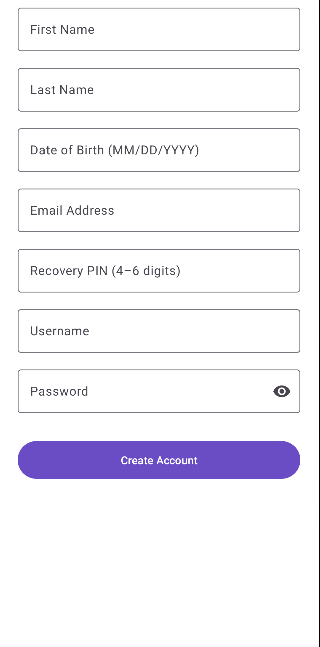 First Name
Last Name
Date of Birth (MM/DD/YYYY)
Email Address
Recovery PIN (4–6 digits)
Username
Password
Create Account